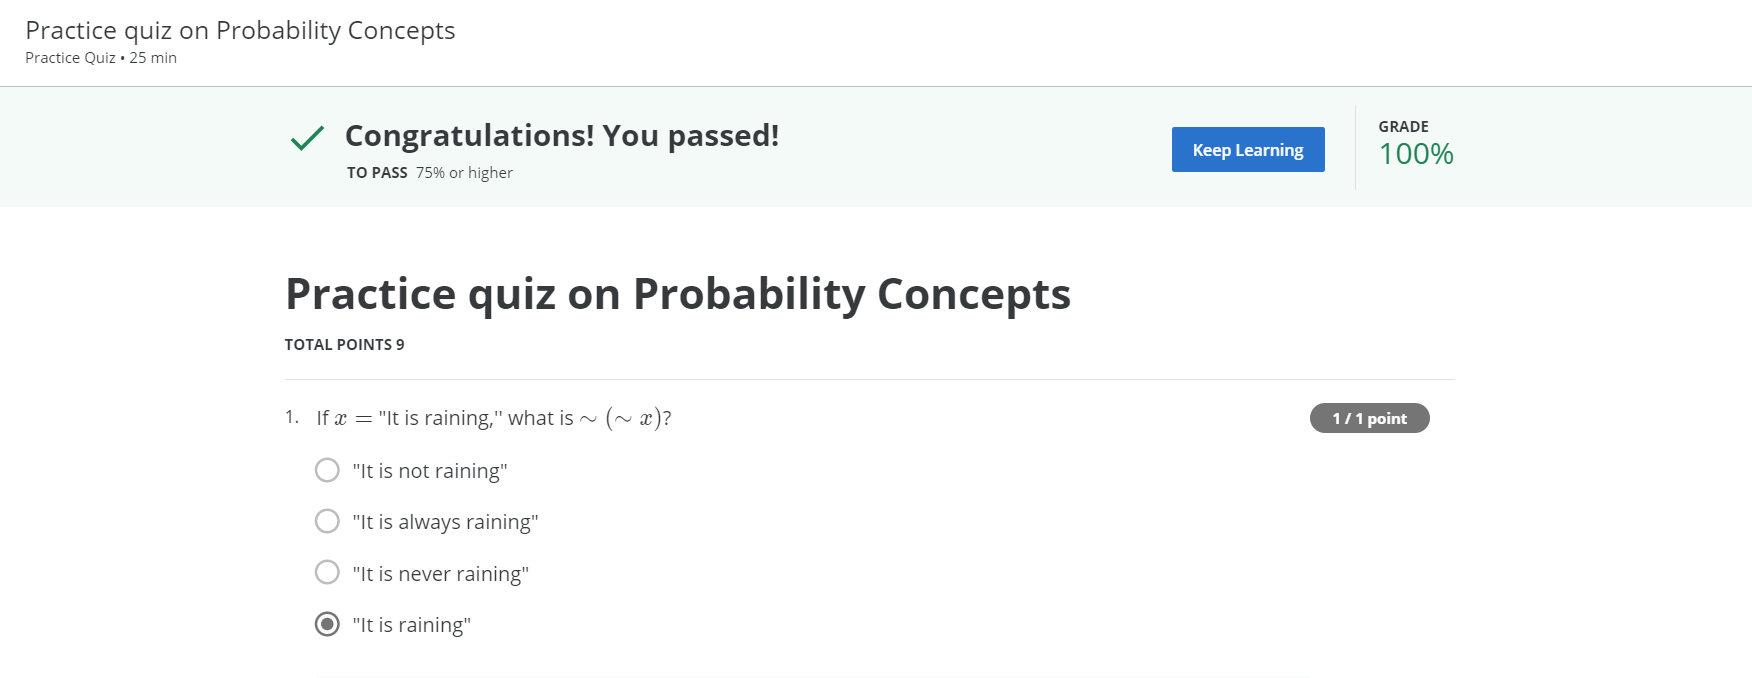 Practice quiz on Probability Concepts
Practice Quiz • 25 min
Congratulations! You passed!
TO PASS 75% or higher
Keep Learning
GRADE
100%
Practice quiz on Probability Concepts
TOTAL POINTS 9
1. If x = "It is raining,'' what is ∼ (∼ x)?
1 / 1 point
"It is not raining"
"It is always raining"
"It is never raining"
"It is raining"